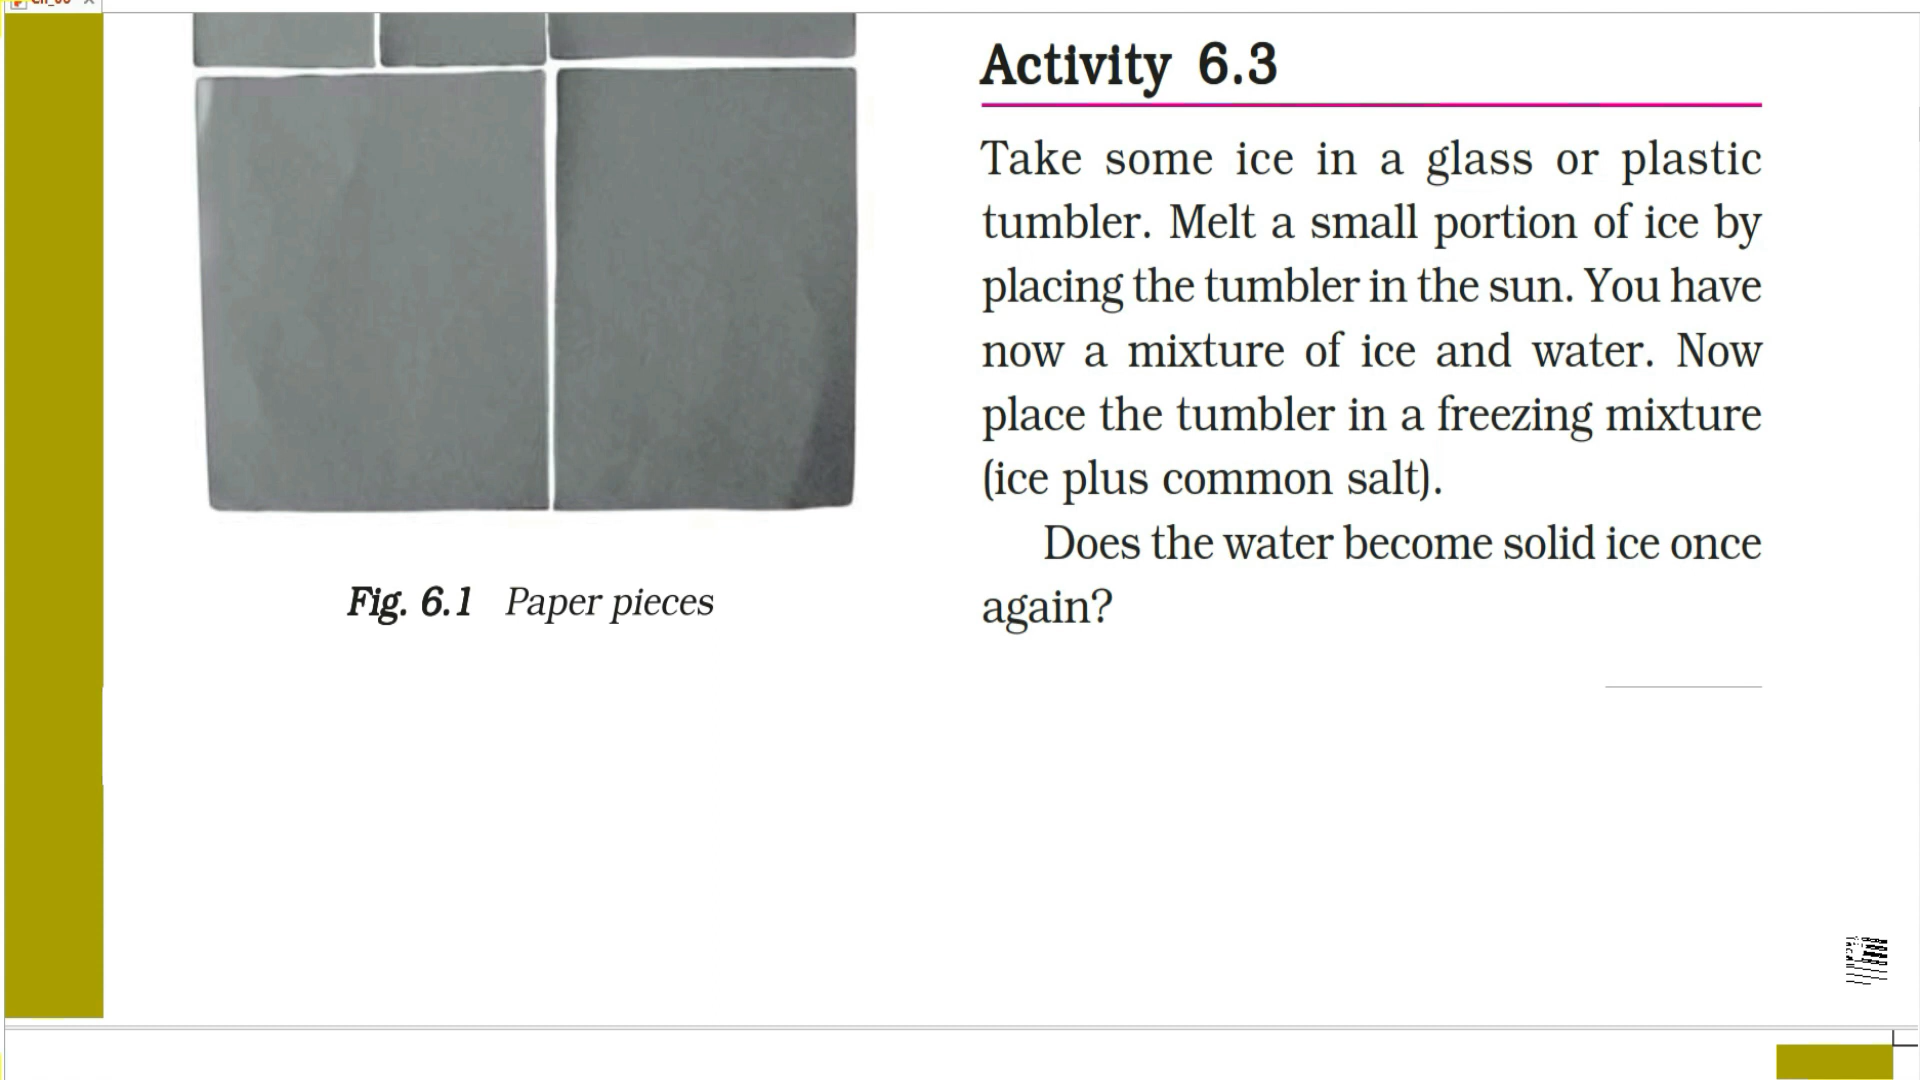 Activity 6.3
Take some ice in a glass or plastic
tumbler. Melt a small portion of ice by
placing the tumbler in the sun. You have
now a mixture of ice and water. Now
place the tumbler in a freezing mixture
(ice plus common salt).
Does the water become solid ice once
again?
Fig. 6.1 Paper pieces